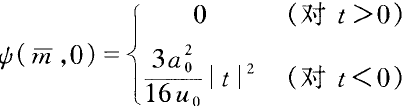 ψ(m̅,0)={ 0 (对 t>0)
3a₀²/16u₀ |t|² (对 t<0)